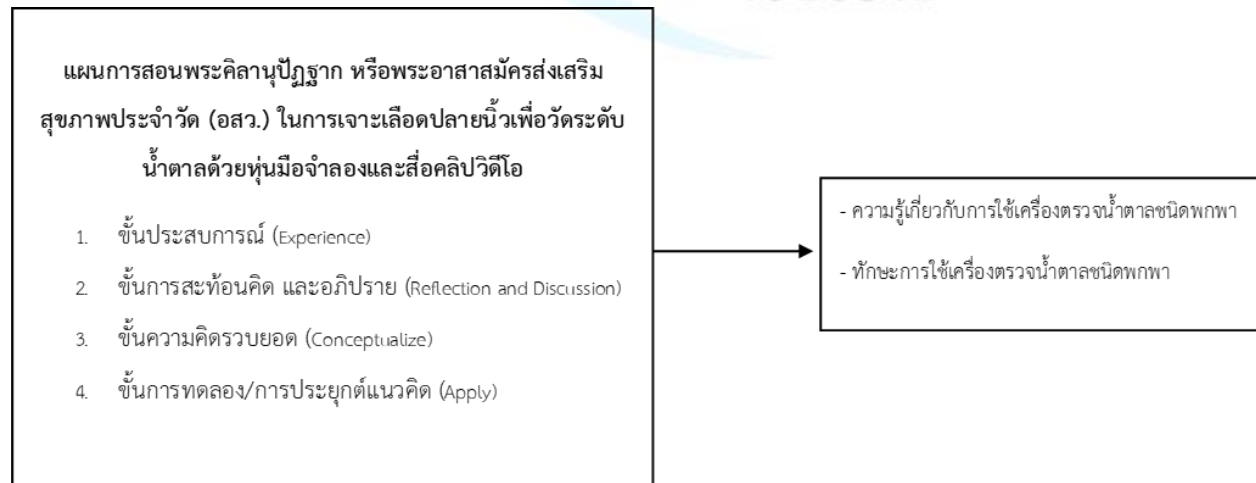 แผนการสอนพระคิลานุปัฏฐาก หรือพระอาสาสมัครส่งเสริม
สุขภาพประจำวัด (อสว.) ในการเจาะเลือดปลายนิ้วเพื่อวัดระดับ
น้ำตาลด้วยหุ่นมือจำลองและสื่อคลิปวิดีโอ
1. ขั้นประสบการณ์ (Experience)
2. ขั้นการสะท้อนคิด และอภิปราย (Reflection and Discussion)
3. ขั้นความคิดรวบยอด (Conceptualize)
4. ขั้นการทดลอง/การประยุกต์แนวคิด (Apply)
- ความรู้เกี่ยวกับการใช้เครื่องตรวจน้ำตาลชนิดพกพา
- ทักษะการใช้เครื่องตรวจน้ำตาลชนิดพกพา